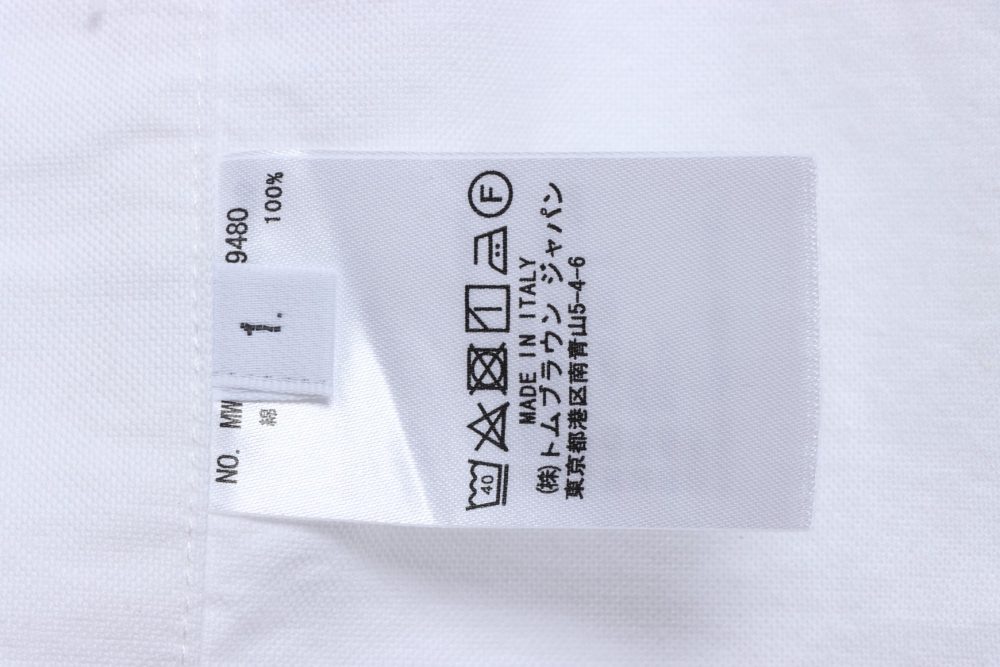 NO. MW 9480
綿 100%
1.
40 F
MADE IN ITALY
(株)トムブラウン ジャパン
東京都港区南青山5-4-6